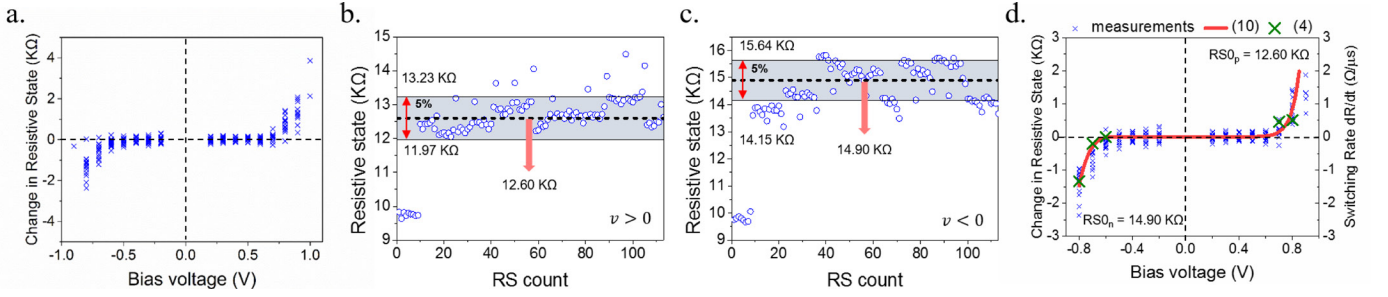 a.
Change in Resistive State (KΩ)
4
2
0
-2
-4
-1.0 -0.5 0.0 0.5 1.0
Bias voltage (V)
b.
Resistive state (KΩ)
15
14
13
12
11
10
9
13.23 KΩ
5%
11.97 KΩ
12.60 KΩ
v > 0
0 20 40 60 80 100
RS count
c.
Resistive state (KΩ)
16
15
14
13
12
11
10
9
15.64 KΩ
5%
14.15 KΩ
14.90 KΩ
v < 0
0 20 40 60 80 100
RS count
d.
measurements (10) (4)
Change in Resistive State (KΩ)
3
2
1
0
-1
-2
-3
RS0p = 12.60 KΩ
RS0n = 14.90 KΩ
-0.8 -0.4 0.0 0.4 0.8
Bias voltage (V)
3
2
1
0
-1
-2
-3
Switching Rate dR/dt (Ω/µs)